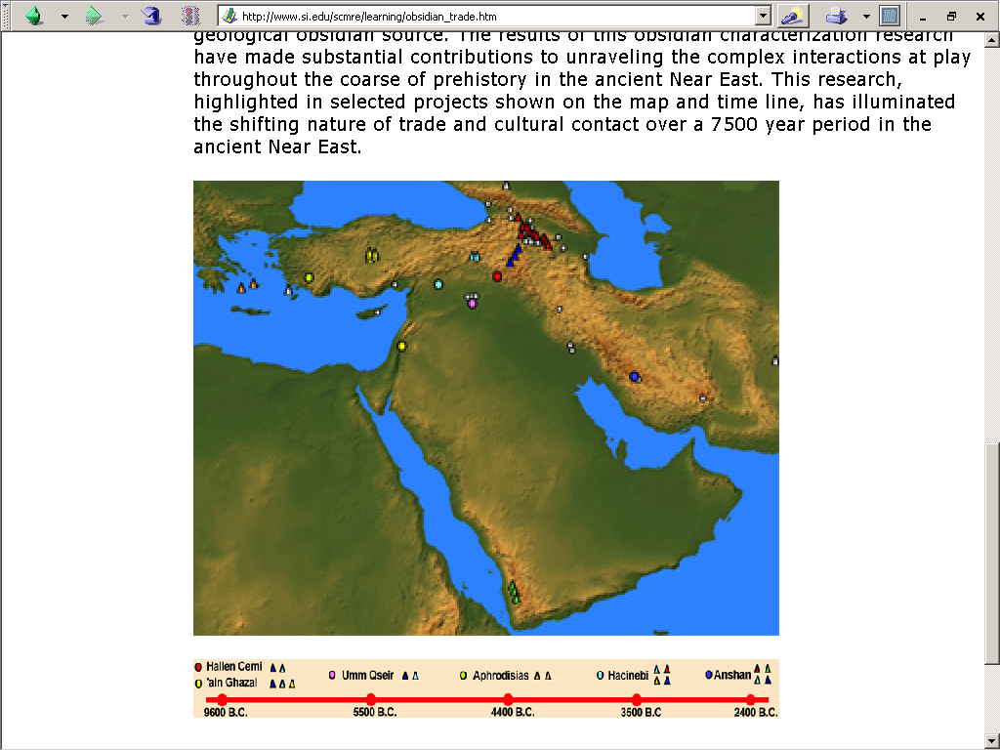 http://www.si.edu/scmre/learning/obsidian_trade.htm
geological obsidian source. The results of this obsidian characterization research
have made substantial contributions to unraveling the complex interactions at play
throughout the coarse of prehistory in the ancient Near East. This research,
highlighted in selected projects shown on the map and time line, has illuminated
the shifting nature of trade and cultural contact over a 7500 year period in the
ancient Near East.
Hallen Cemi
'ain Ghazal
Umm Qseir
Aphrodisias
Hacinebi
Anshan
9600 B.C.
5500 B.C.
4400 B.C.
3500 B.C
2400 B.C.